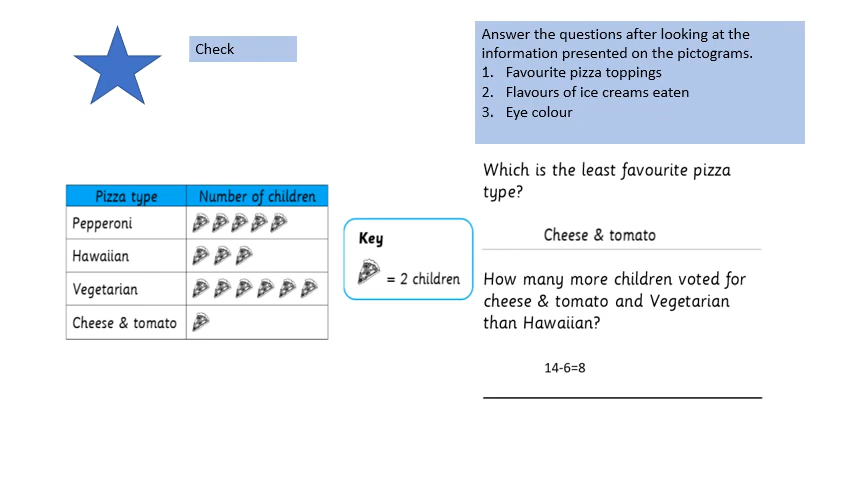 Check
Answer the questions after looking at the
information presented on the pictograms.
1. Favourite pizza toppings
2. Flavours of ice creams eaten
3. Eye colour
Pizza type Number of children
Pepperoni
Hawaiian
Vegetarian
Cheese & tomato
Key
= 2 children
Which is the least favourite pizza
type?
Cheese & tomato
How many more children voted for
cheese & tomato and Vegetarian
than Hawaiian?
14-6=8